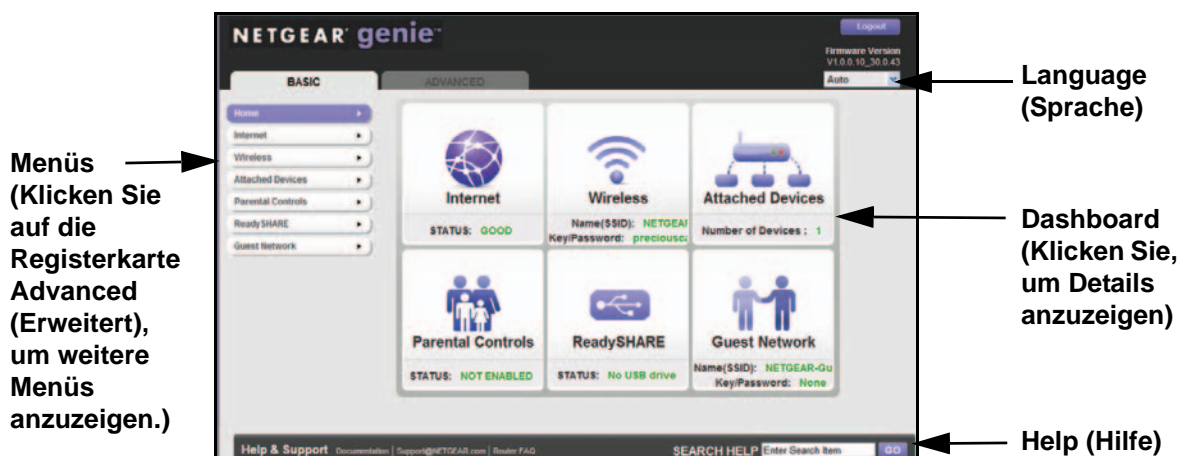 NETGEAR® genie™
Logout
Firmware Version
V1.0.0.10_30.0.43
Auto
BASIC
ADVANCED
Home
Internet
Wireless
Attached Devices
Parental Controls
ReadySHARE
Guest Network
Internet
STATUS: GOOD
Wireless
Name(SSID): NETGEAR
Key/Password: preciousca
Attached Devices
Number of Devices : 1
Parental Controls
STATUS: NOT ENABLED
ReadySHARE
STATUS: No USB drive
Guest Network
Name(SSID): NETGEAR-Gu
Key/Password: None
Help & Support Documentation | Support@NETGEAR.com | Router FAQ
SEARCH HELP Enter Search Item GO
Menüs
(Klicken Sie
auf die
Registerkarte
Advanced
(Erweitert),
um weitere
Menüs
anzuzeigen.)
Language
(Sprache)
Dashboard
(Klicken Sie,
um Details
anzuzeigen)
Help (Hilfe)